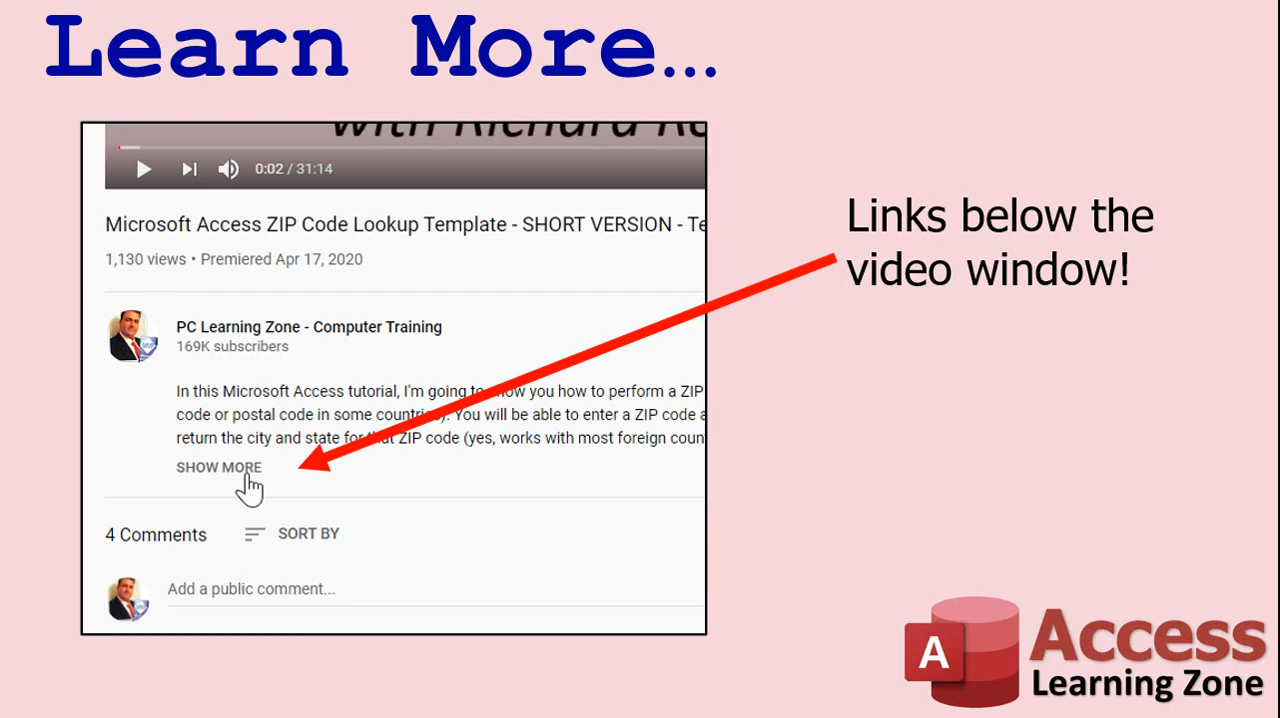 Learn More...
with Richard
0:02 / 31:14
Microsoft Access ZIP Code Lookup Template - SHORT VERSION - Te
1,130 views • Premiered Apr 17, 2020
PC Learning Zone - Computer Training
169K subscribers
In this Microsoft Access tutorial, I'm going to show you how to perform a ZIP
code or postal code in some countries). You will be able to enter a ZIP code a
return the city and state for that ZIP code (yes, works with most foreign coun
SHOW MORE
4 Comments SORT BY
Add a public comment...
Links below the
video window!
A
Access
Learning Zone